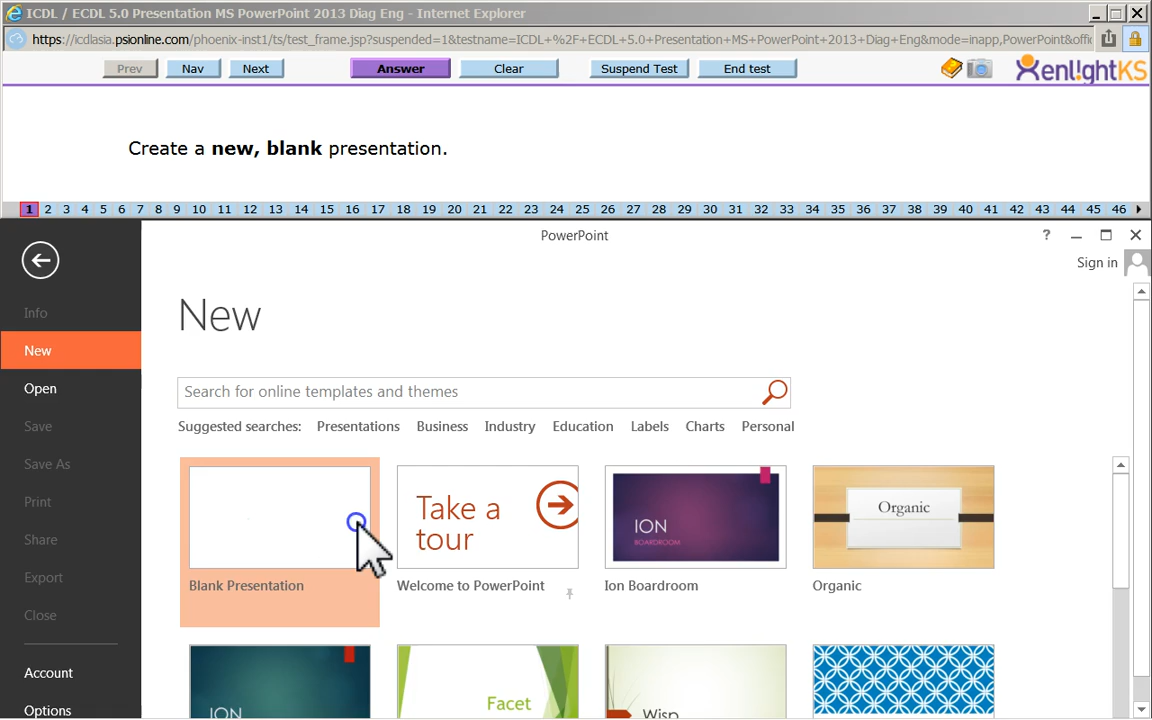 ICDL / ECDL 5.0 Presentation MS PowerPoint 2013 Diag Eng - Internet Explorer
https://icdlasia.psionline.com/phoenix-inst1/ts/test_frame.jsp?suspended=1&testname=ICDL+%2F+ECDL+5.0+Presentation+MS+PowerPoint+2013+Diag+Eng&mode=inapp,PowerPoint&offi
Prev Nav Next Answer Clear Suspend Test End test enl!ghtKS
Create a new, blank presentation.
1 2 3 4 5 6 7 8 9 10 11 12 13 14 15 16 17 18 19 20 21 22 23 24 25 26 27 28 29 30 31 32 33 34 35 36 37 38 39 40 41 42 43 44 45 46
PowerPoint ?
Sign in
Info
New
Open
Save
Save As
Print
Share
Export
Close
Account
Options
New
Search for online templates and themes
Suggested searches: Presentations Business Industry Education Labels Charts Personal
Take a
tour
ION
BOARDROOM
Organic
Blank Presentation Welcome to PowerPoint Ion Boardroom Organic
ION Facet Wisp